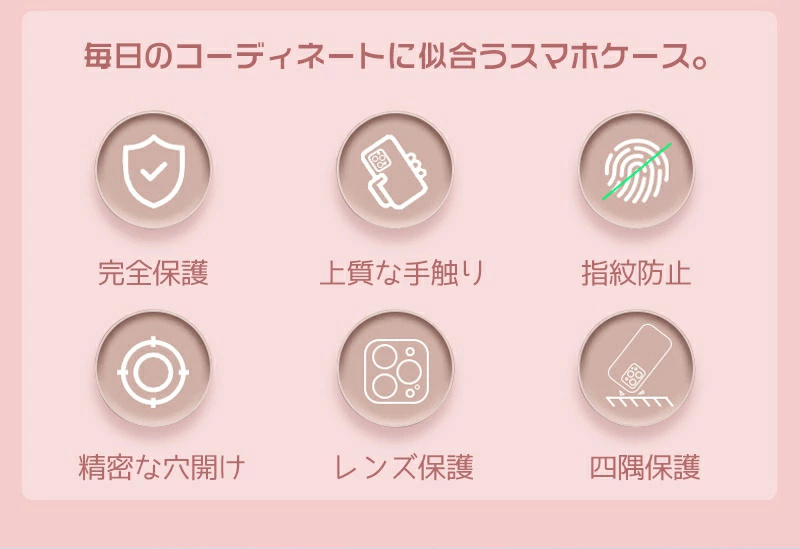 毎日のコーディネートに似合うスマホケース。
完全保護
上質な手触り
指紋防止
精密な穴開け
レンズ保護
四隅保護